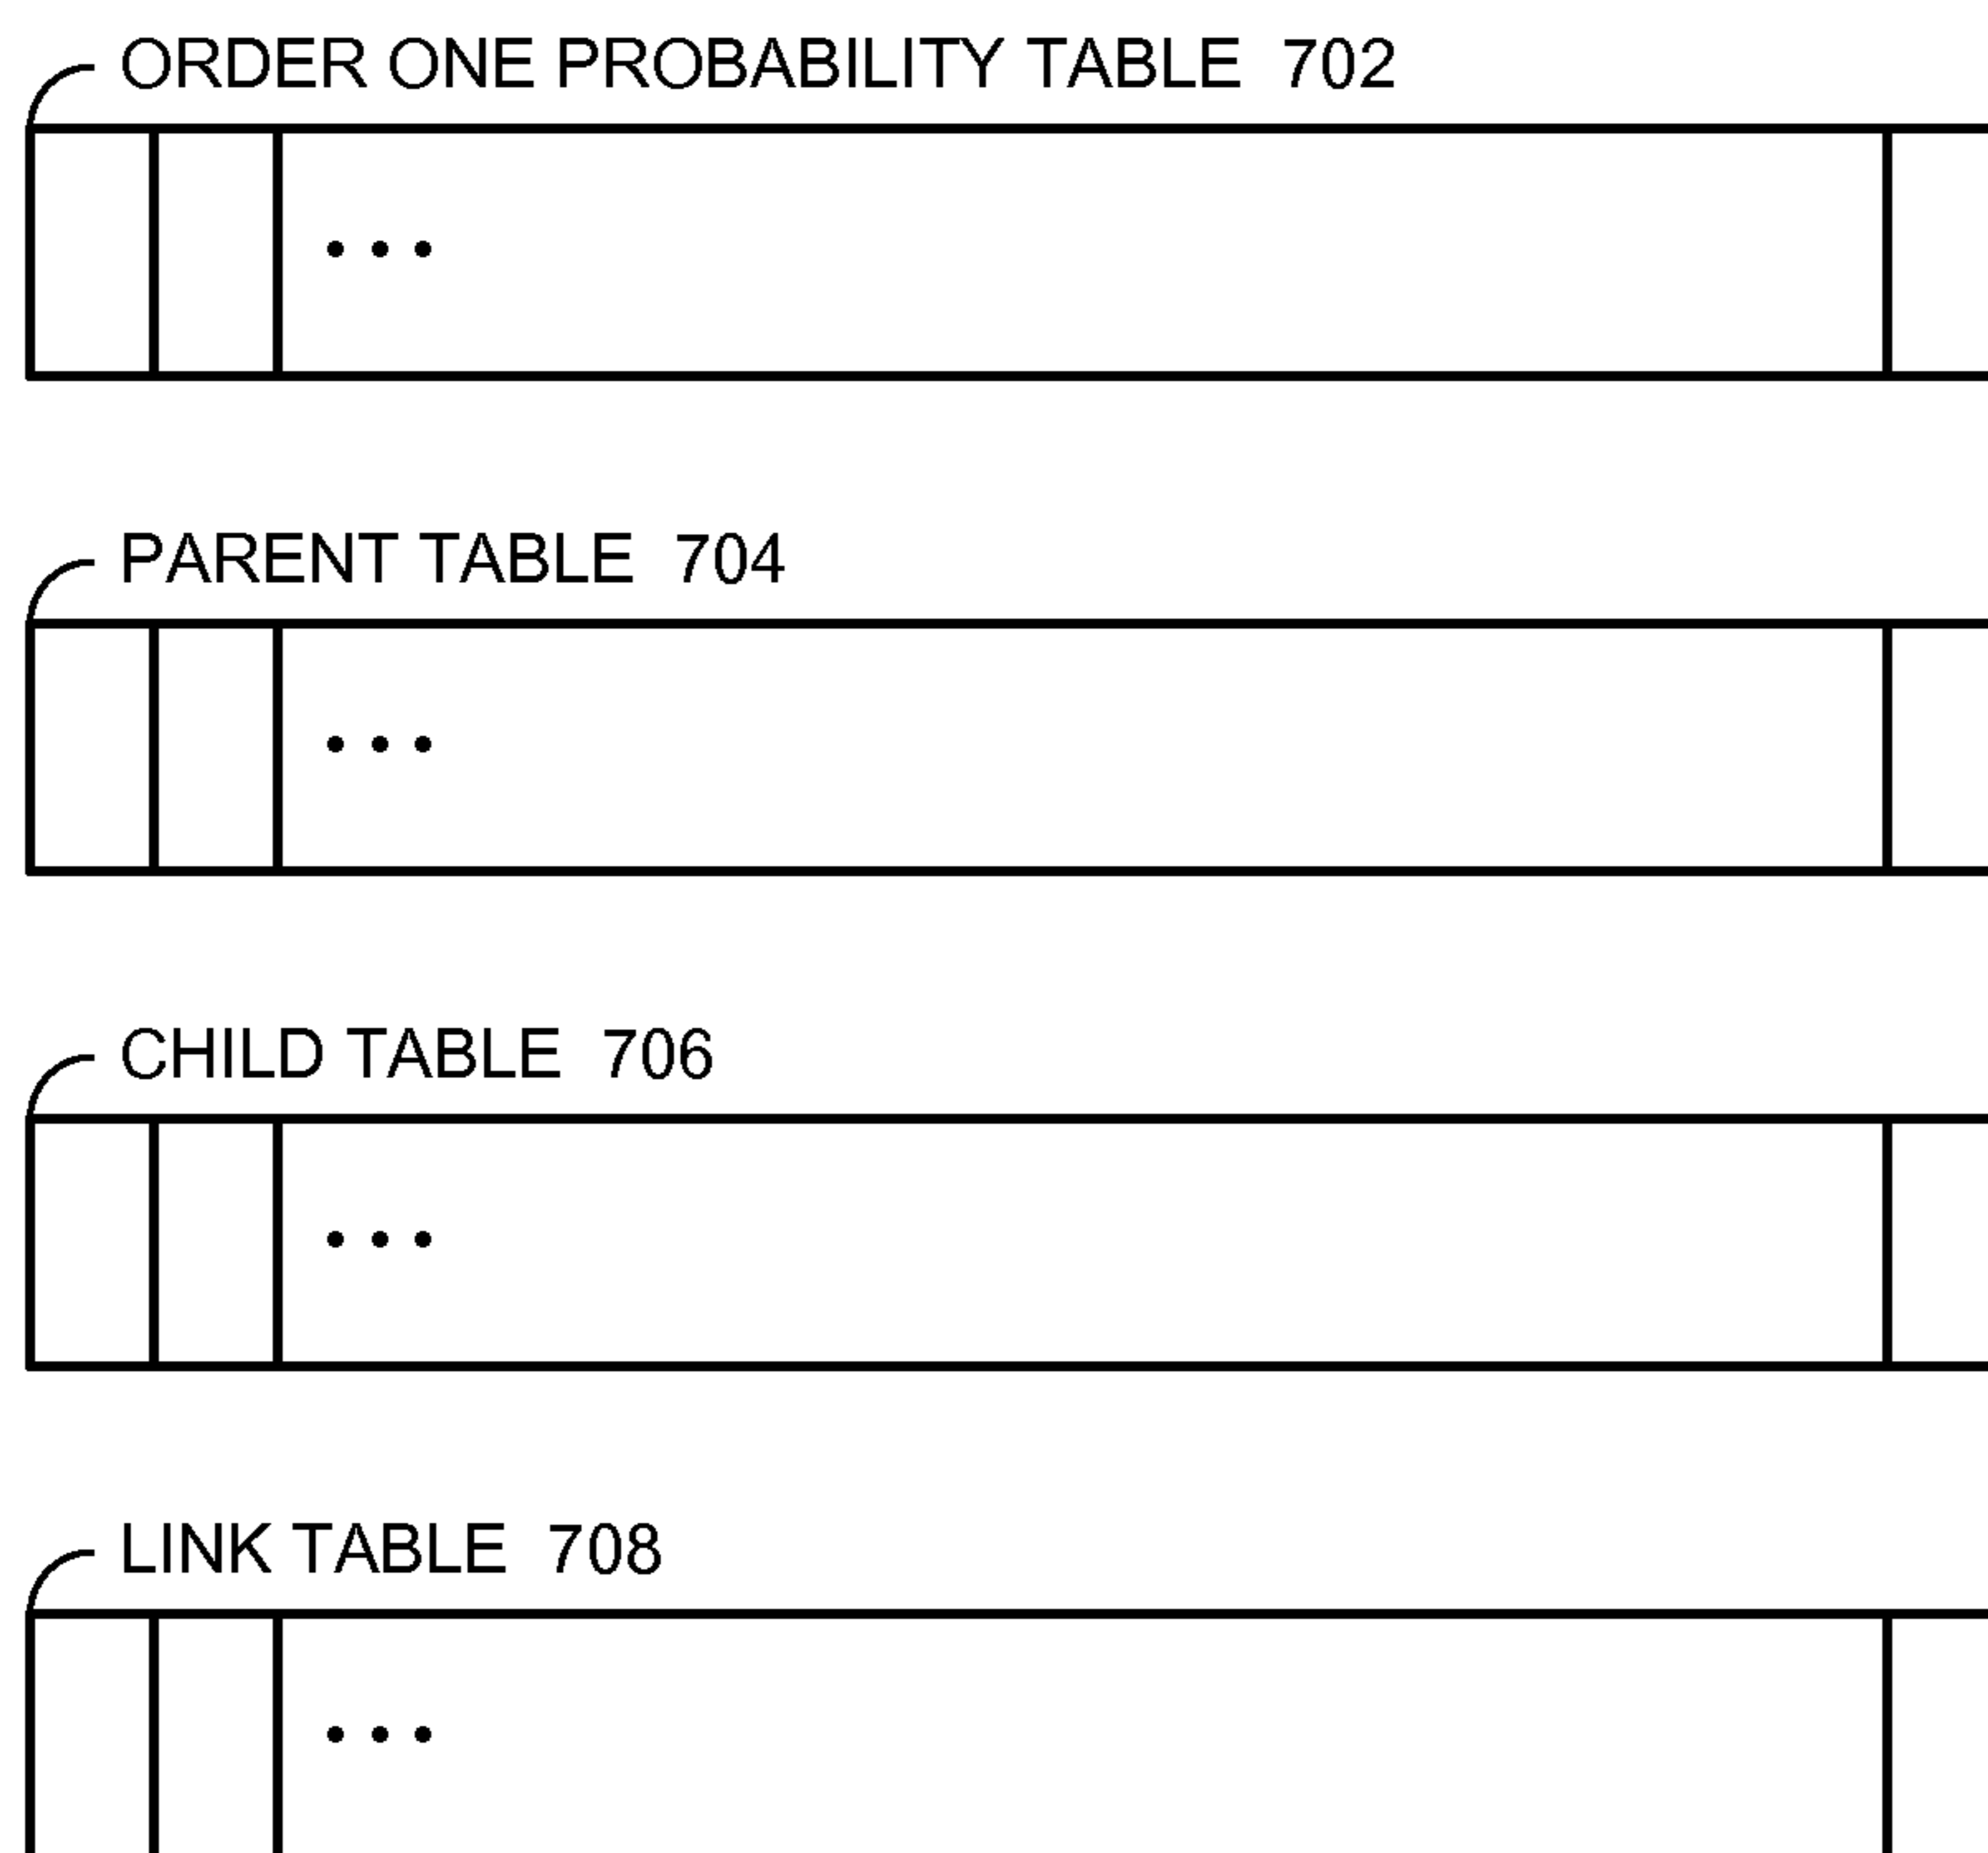 ORDER ONE PROBABILITY TABLE 702
...
PARENT TABLE 704
...
CHILD TABLE 706
...
LINK TABLE 708
...